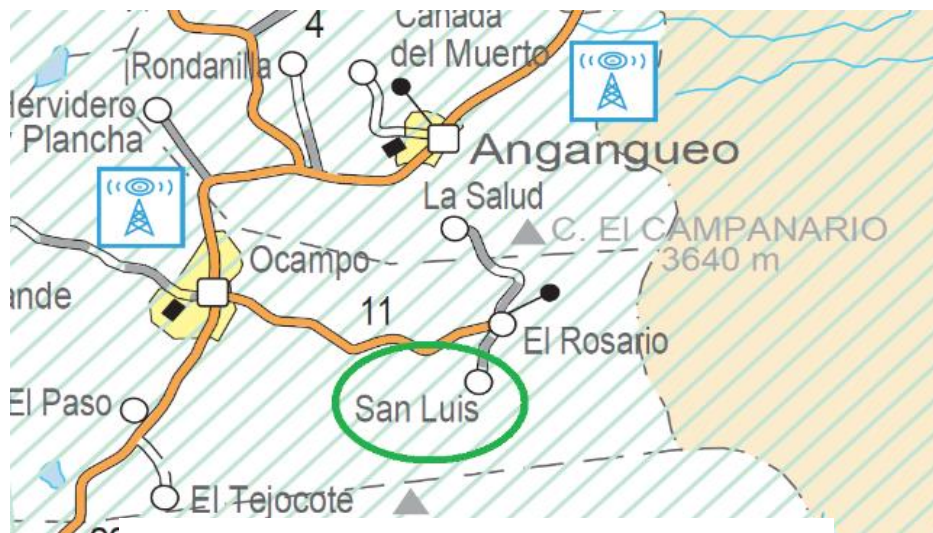 Cañada
del Muerto
4
Rondanilla
Hervidero
y Plancha
Angangueo
La Salud
C. El CAMPANARIO
3640 m
Ocampo
ande
11
El Rosario
San Luis
El Paso
El Tejocote